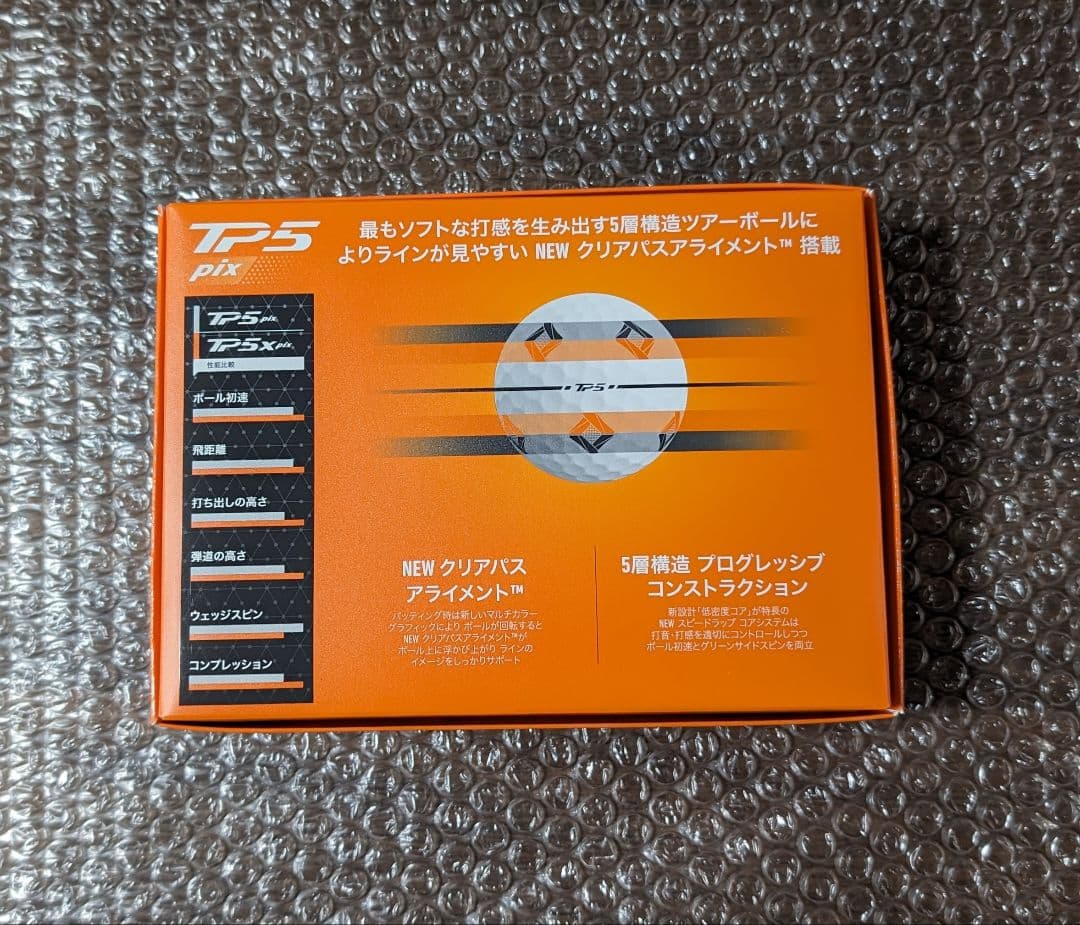 TP5
pix
最もソフトな打感を生み出す5層構造ツアーボールに
よりラインが見やすい NEW クリアパスアライメント™ 搭載
TP5 pix
TP5x pix
性能比較
ボール初速
飛距離
打ち出しの高さ
弾道の高さ
ウェッジスピン
コンプレッション
TP5
NEW クリアパス
アライメント™
パッティング時は新しいマルチカラー
グラフィックにより ボールが回転すると
NEW クリアパスアライメント™が
ボール上に浮かび上がり ラインの
イメージをしっかりサポート
5層構造 プログレッシブ
コンストラクション
新設計「低密度コア」が特長の
NEW スピードラップ コアシステムは
打音・打感を適切にコントロールしつつ
ボール初速とグリーンサイドスピンを両立